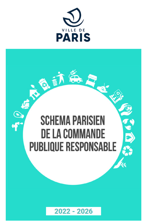 VILLE DE
PARIS
SCHEMA PARISIEN
DE LA COMMANDE
PUBLIQUE RESPONSABLE
2022 - 2026